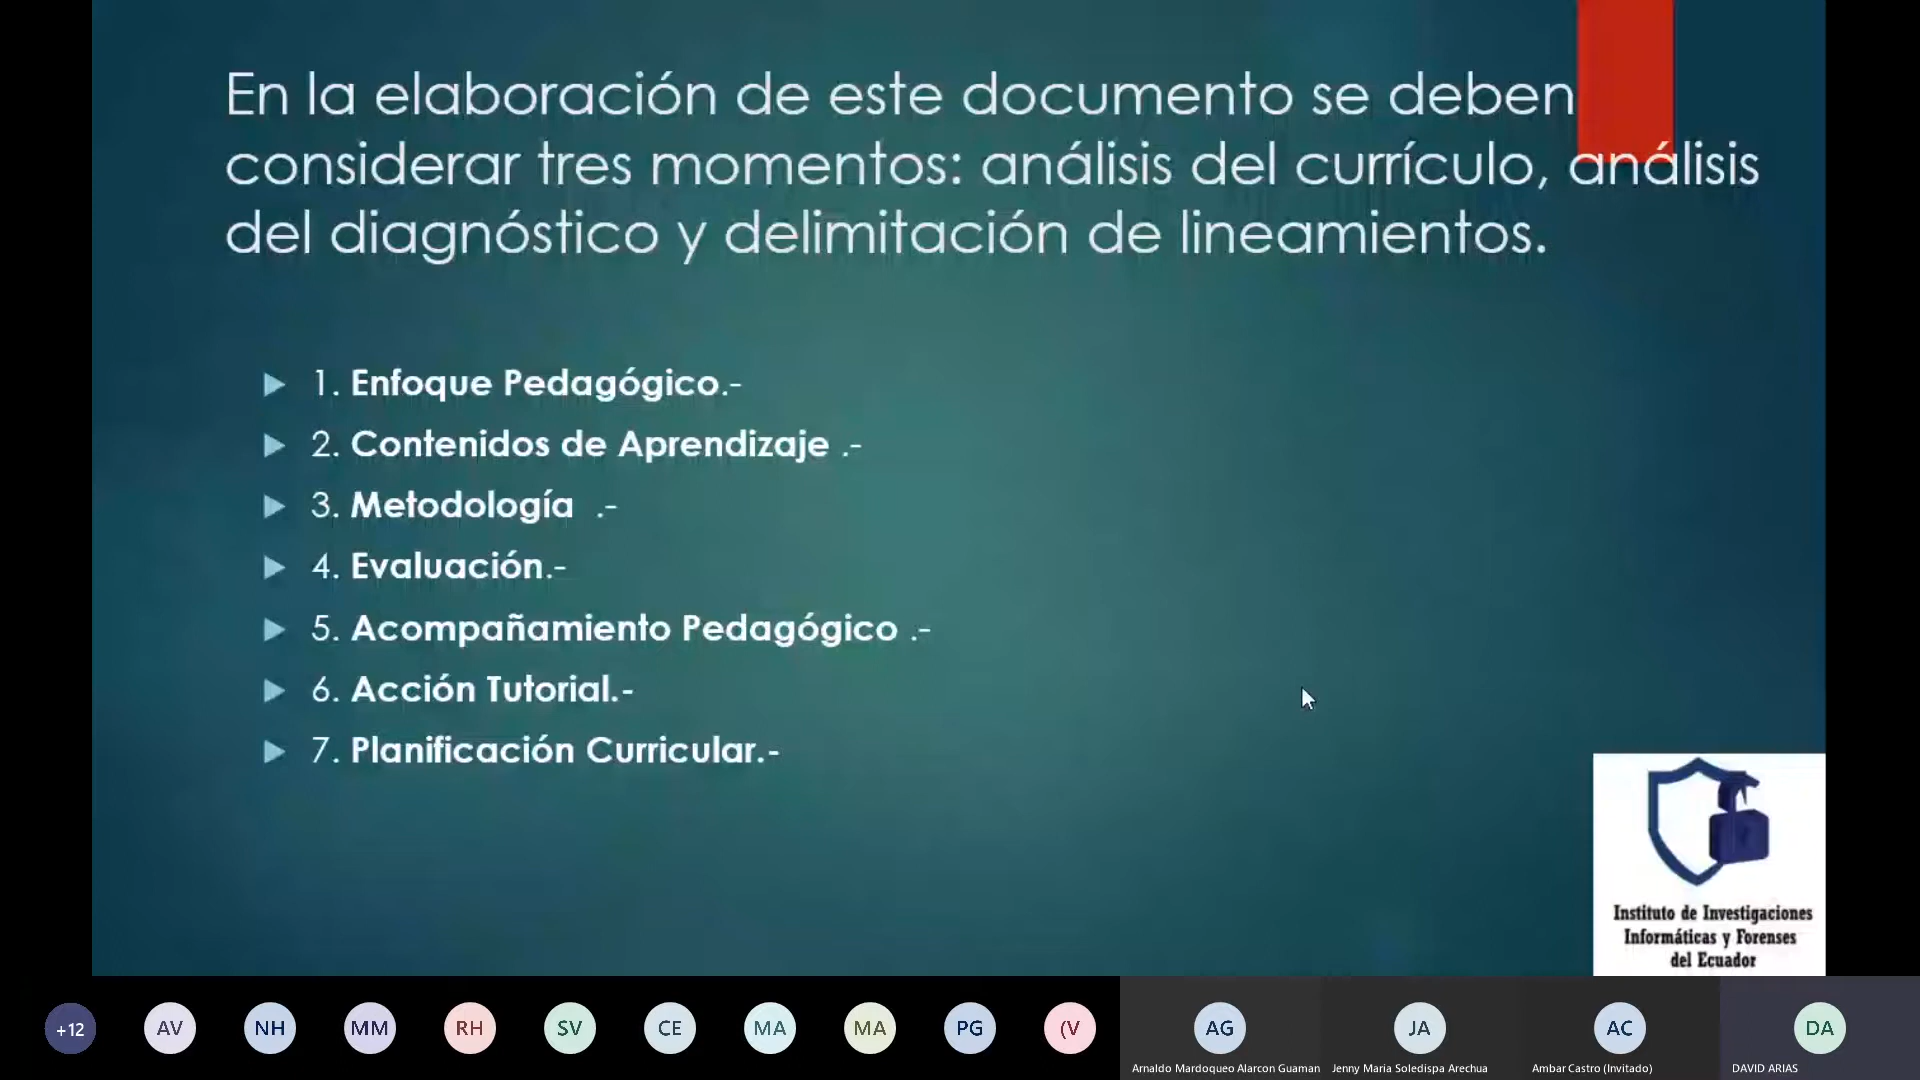 En la elaboración de este documento se deben
considerar tres momentos: análisis del currículo, análisis
del diagnóstico y delimitación de lineamientos.
1. Enfoque Pedagógico.-
2. Contenidos de Aprendizaje .-
3. Metodología .-
4. Evaluación.-
5. Acompañamiento Pedagógico .-
6. Acción Tutorial.-
7. Planificación Curricular.-
Instituto de Investigaciones
Informáticas y Forenses
del Ecuador
+12 AV NH MM RH SV CE MA MA PG (V AG JA AC DA
Arnaldo Mardoqueo Alarcon Guaman Jenny Maria Soledispa Arechua Ambar Castro (Invitado) DAVID ARIAS